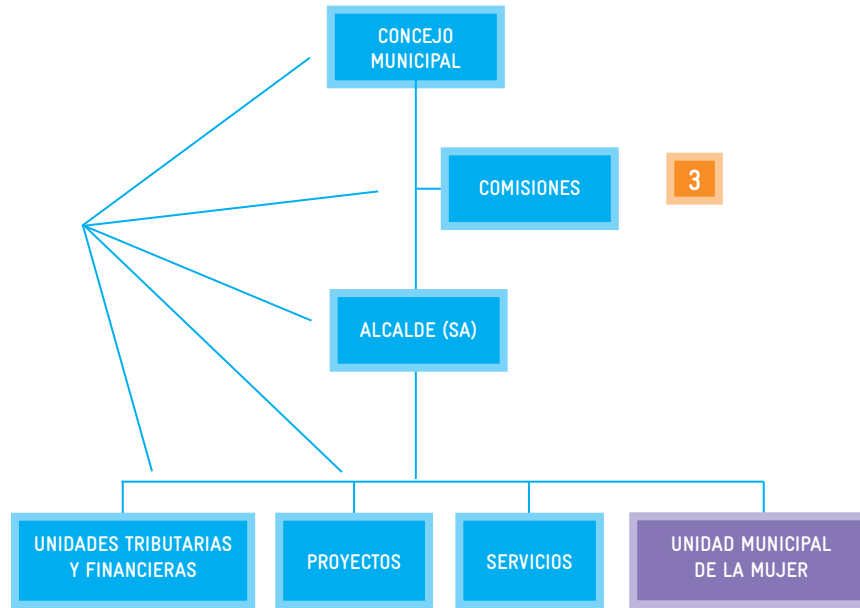 CONCEJO
MUNICIPAL
COMISIONES
3
ALCALDE (SA)
UNIDADES TRIBUTARIAS
Y FINANCIERAS
PROYECTOS
SERVICIOS
UNIDAD MUNICIPAL
DE LA MUJER